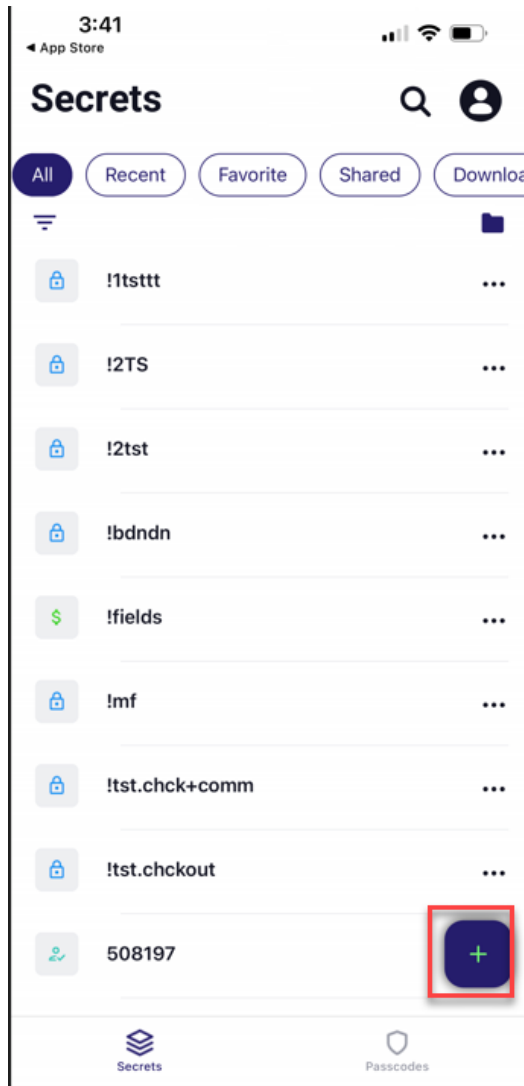 3:41
◄ App Store
Secrets
All Recent Favorite Shared Downloa
!1tsttt
!2TS
!2tst
!bdndn
!fields
!mf
!tst.chck+comm
!tst.chckout
508197
Secrets Passcodes